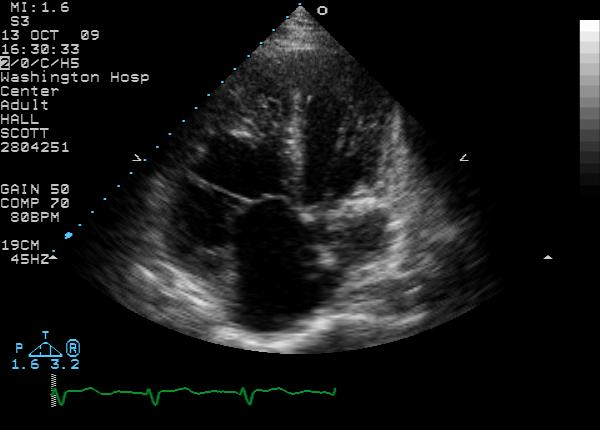 MI:1.6
S3
13 OCT 09
16:30:33
2/0/C/H5
Washington Hosp
Center
Adult
HALL
SCOTT
2804251
GAIN 50
COMP 70
80BPM
19CM
45HZ
T
P R
1.6 3.2